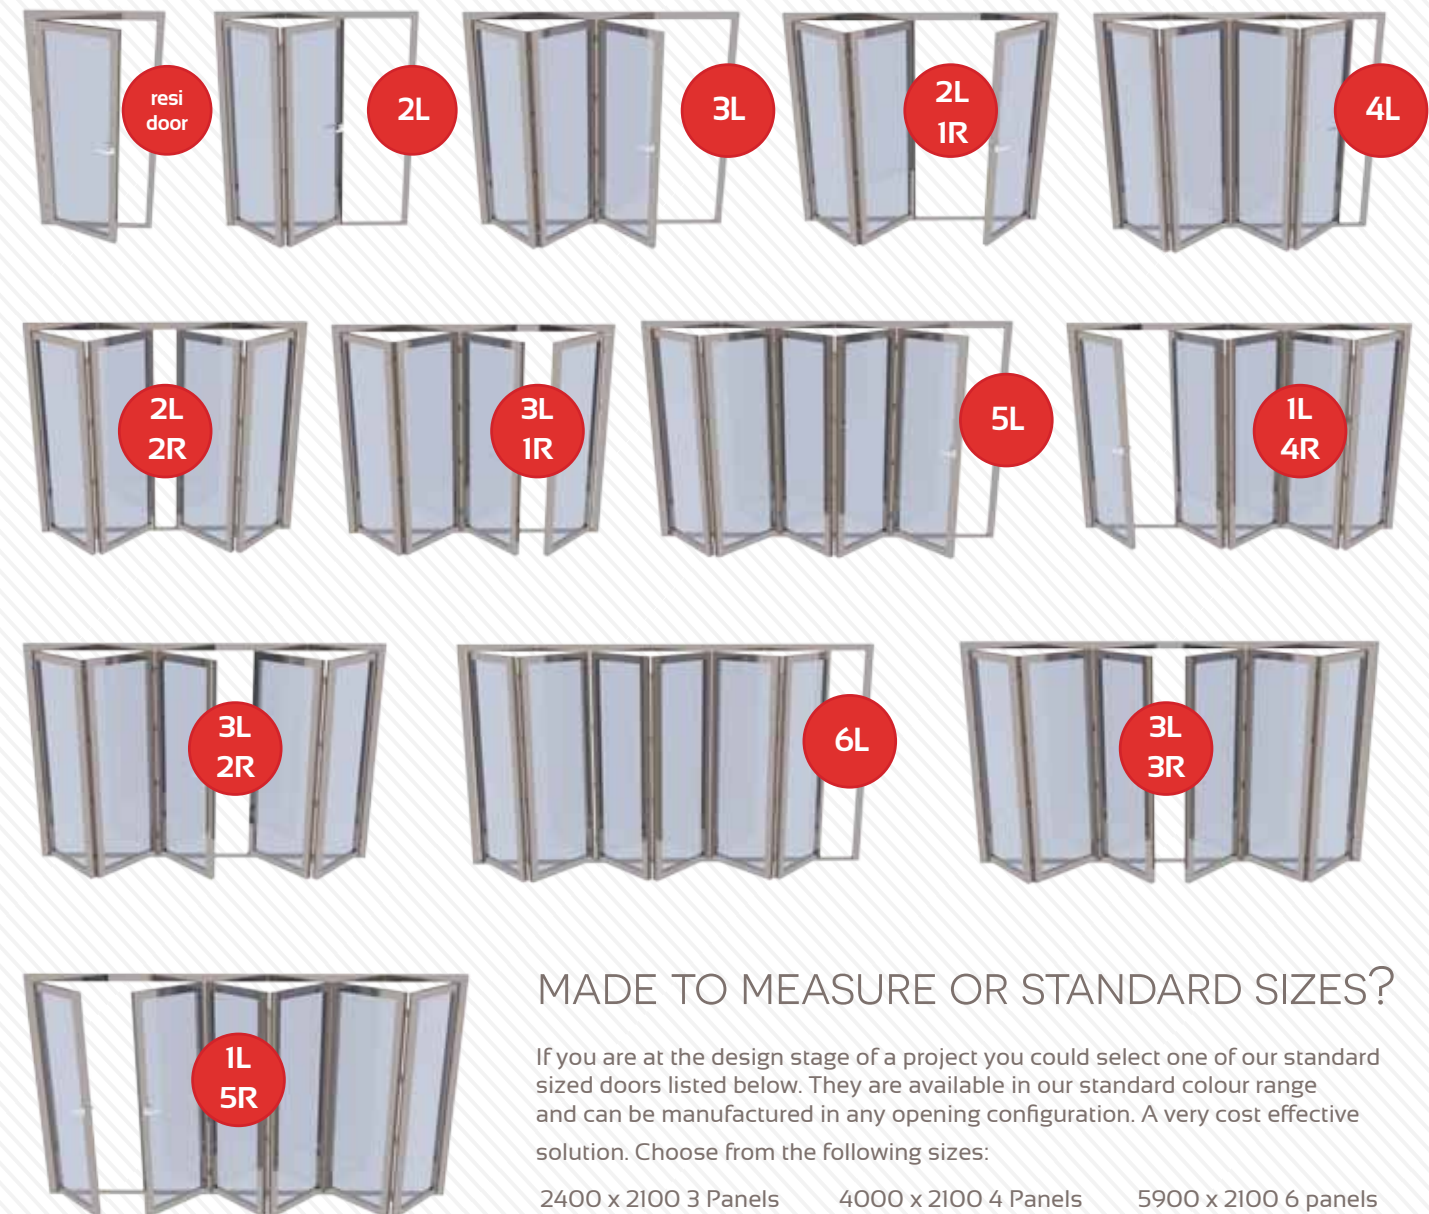 resi
door
2L
3L
2L
1R
4L
2L
2R
3L
1R
5L
1L
4R
3L
2R
6L
3L
3R
1L
5R
MADE TO MEASURE OR STANDARD SIZES?
If you are at the design stage of a project you could select one of our standard
sized doors listed below. They are available in our standard colour range
and can be manufactured in any opening configuration. A very cost effective
solution. Choose from the following sizes:
2400 x 2100 3 Panels 4000 x 2100 4 Panels 5900 x 2100 6 panels